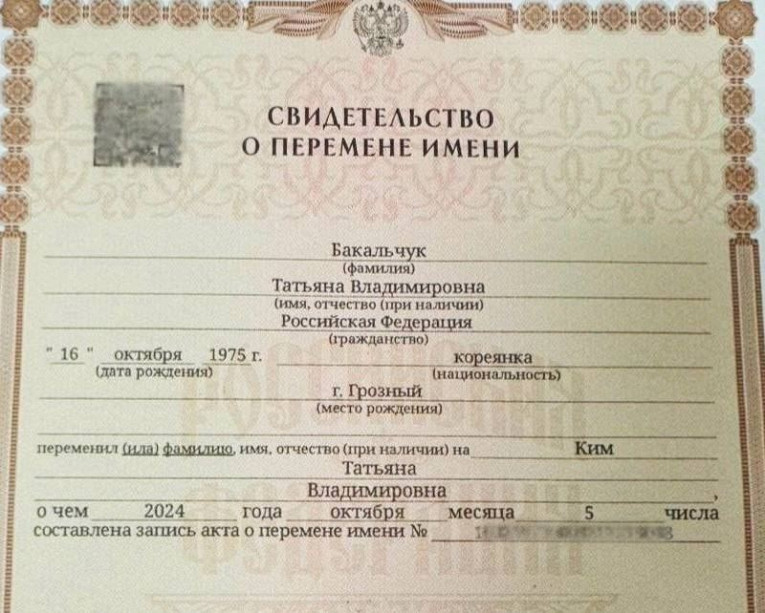 СВИДЕТЕЛЬСТВО
О ПЕРЕМЕНЕ ИМЕНИ
Бакальчук
(фамилия)
Татьяна Владимировна
(имя, отчество (при наличии)
Российская Федерация
(гражданство)
" 16 " октября 1975 г. кореянка
(дата рождения) (национальность)
г. Грозный
(место рождения)
переменил (ила) фамилию, имя, отчество (при наличии) на Ким
Татьяна
Владимировна ,
о чем 2024 года октября месяца 5 числа
составлена запись акта о перемене имени №